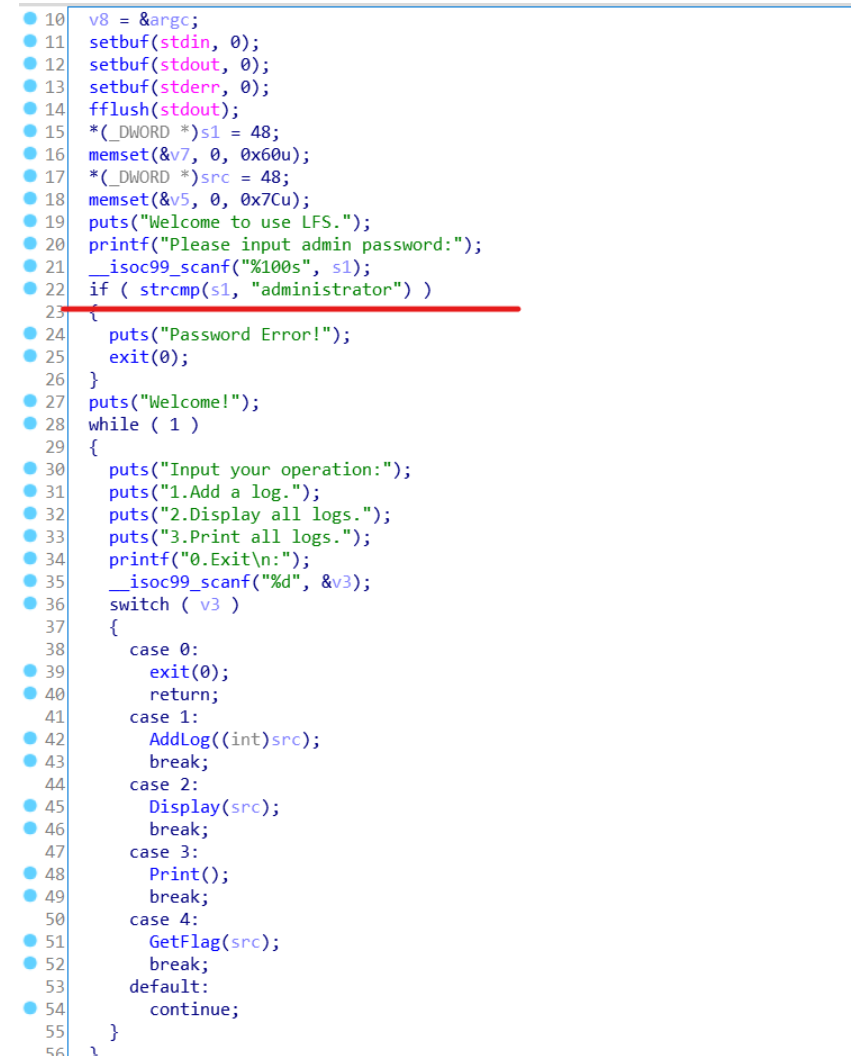 10 v8 = &argc;
11 setbuf(stdin, 0);
12 setbuf(stdout, 0);
13 setbuf(stderr, 0);
14 fflush(stdout);
15 *(_DWORD *)s1 = 48;
16 memset(&v7, 0, 0x60u);
17 *(_DWORD *)src = 48;
18 memset(&v5, 0, 0x7Cu);
19 puts("Welcome to use LFS.");
20 printf("Please input admin password:");
21 __isoc99_scanf("%100s", s1);
22 if ( strcmp(s1, "administrator") )
23 {
24 puts("Password Error!");
25 exit(0);
26 }
27 puts("Welcome!");
28 while ( 1 )
29 {
30 puts("Input your operation:");
31 puts("1.Add a log.");
32 puts("2.Display all logs.");
33 puts("3.Print all logs.");
34 printf("0.Exit\n:");
35 __isoc99_scanf("%d", &v3);
36 switch ( v3 )
37 {
38 case 0:
39 exit(0);
40 return;
41 case 1:
42 AddLog((int)src);
43 break;
44 case 2:
45 Display(src);
46 break;
47 case 3:
48 Print();
49 break;
50 case 4:
51 GetFlag(src);
52 break;
53 default:
54 continue;
55 }
56 }